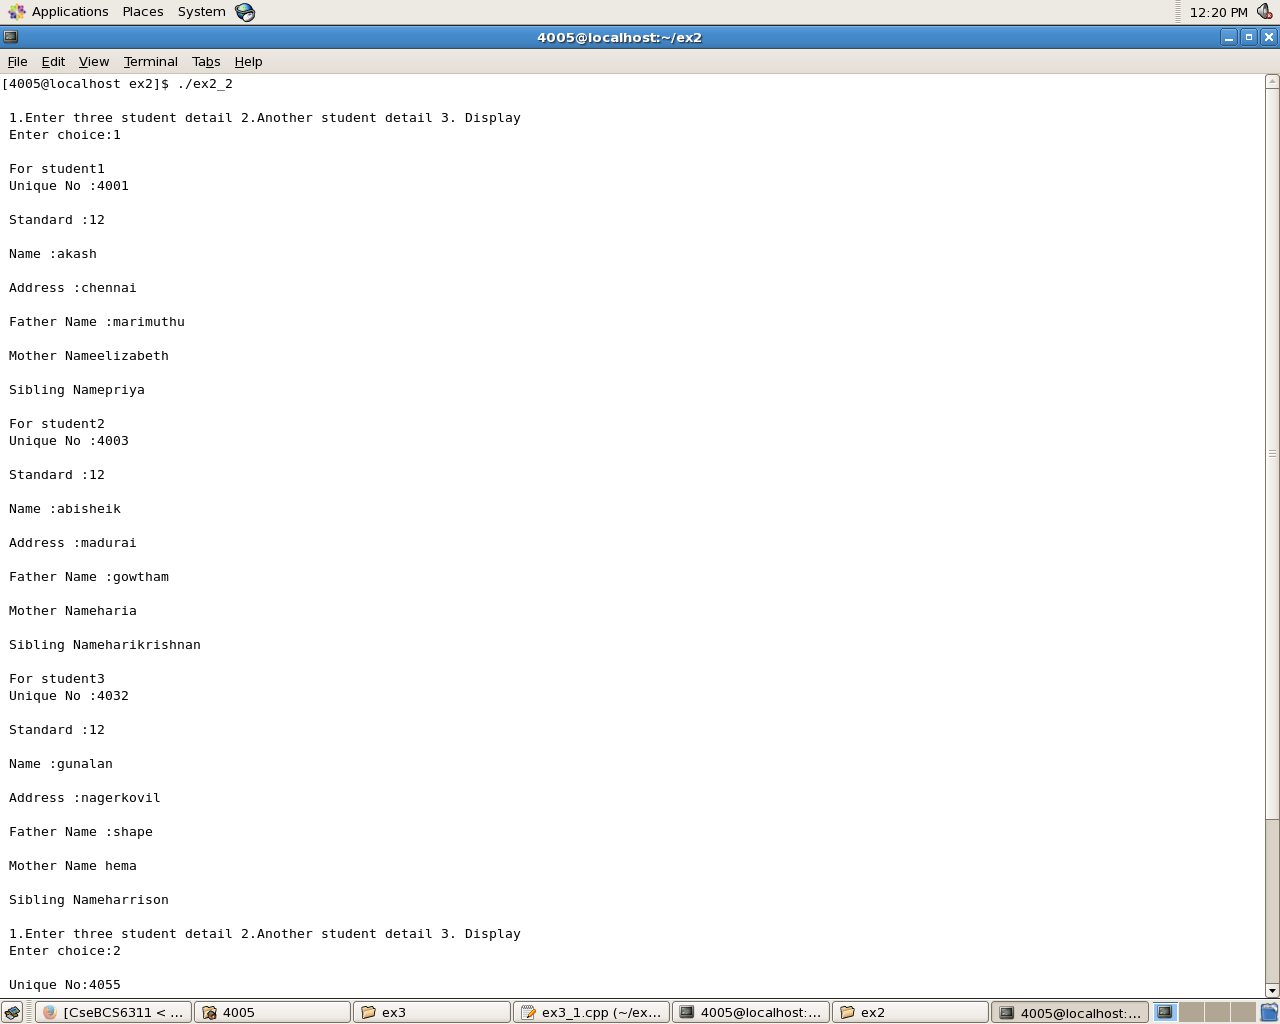 Applications Places System 12:20 PM
4005@localhost:~/ex2
File Edit View Terminal Tabs Help
[4005@localhost ex2]$ ./ex2_2
1.Enter three student detail 2.Another student detail 3. Display
Enter choice:1
For student1
Unique No :4001
Standard :12
Name :akash
Address :chennai
Father Name :marimuthu
Mother Nameelizabeth
Sibling Namepriya
For student2
Unique No :4003
Standard :12
Name :abisheik
Address :madurai
Father Name :gowtham
Mother Nameharia
Sibling Nameharikrishnan
For student3
Unique No :4032
Standard :12
Name :gunalan
Address :nagerkovil
Father Name :shape
Mother Name hema
Sibling Nameharrison
1.Enter three student detail 2.Another student detail 3. Display
Enter choice:2
Unique No:4055
[CseBCS6311 < ... 4005 ex3 ex3_1.cpp (~/ex... 4005@localhost:... ex2 4005@localhost:...